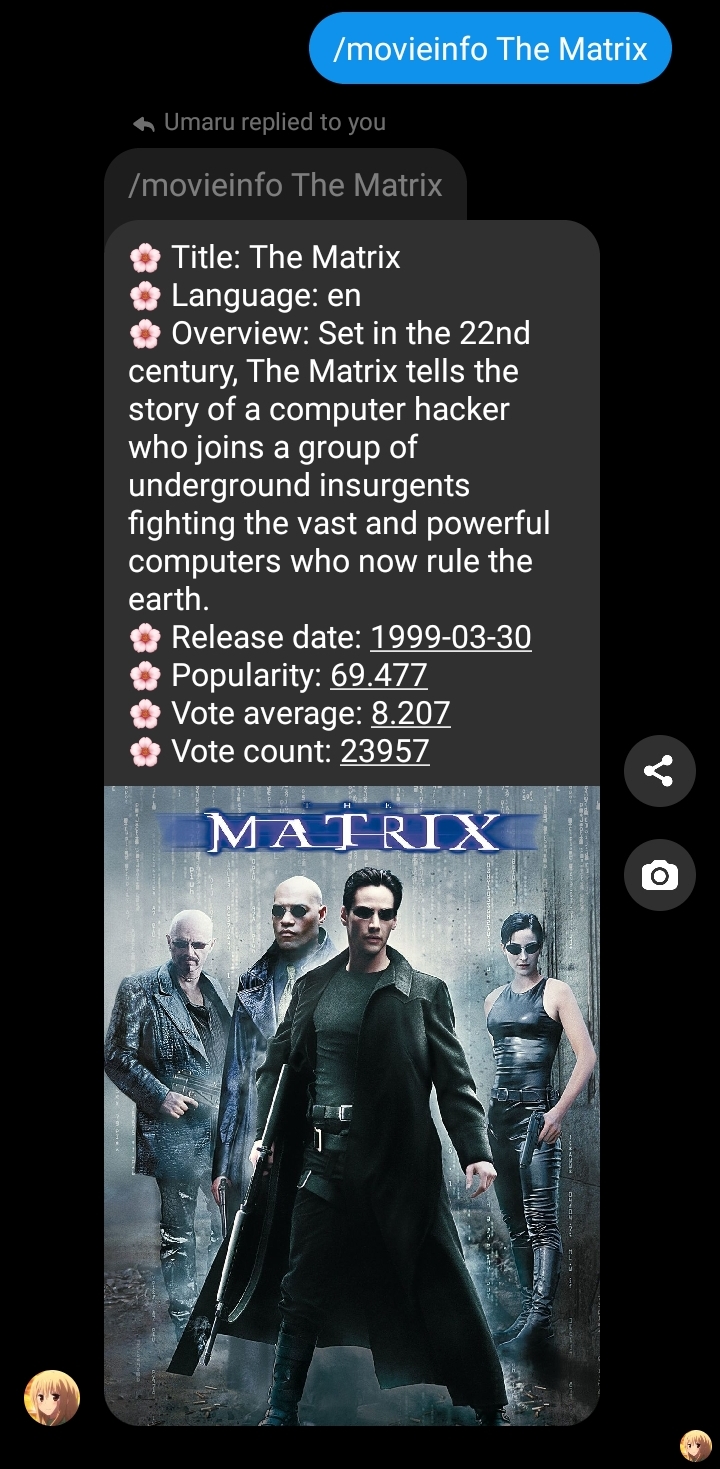 /movieinfo The Matrix
Umaru replied to you
/movieinfo The Matrix
🌸 Title: The Matrix
🌸 Language: en
🌸 Overview: Set in the 22nd
century, The Matrix tells the
story of a computer hacker
who joins a group of
underground insurgents
fighting the vast and powerful
computers who now rule the
earth.
🌸 Release date: 1999-03-30
🌸 Popularity: 69.477
🌸 Vote average: 8.207
🌸 Vote count: 23957
THE
MATRIX